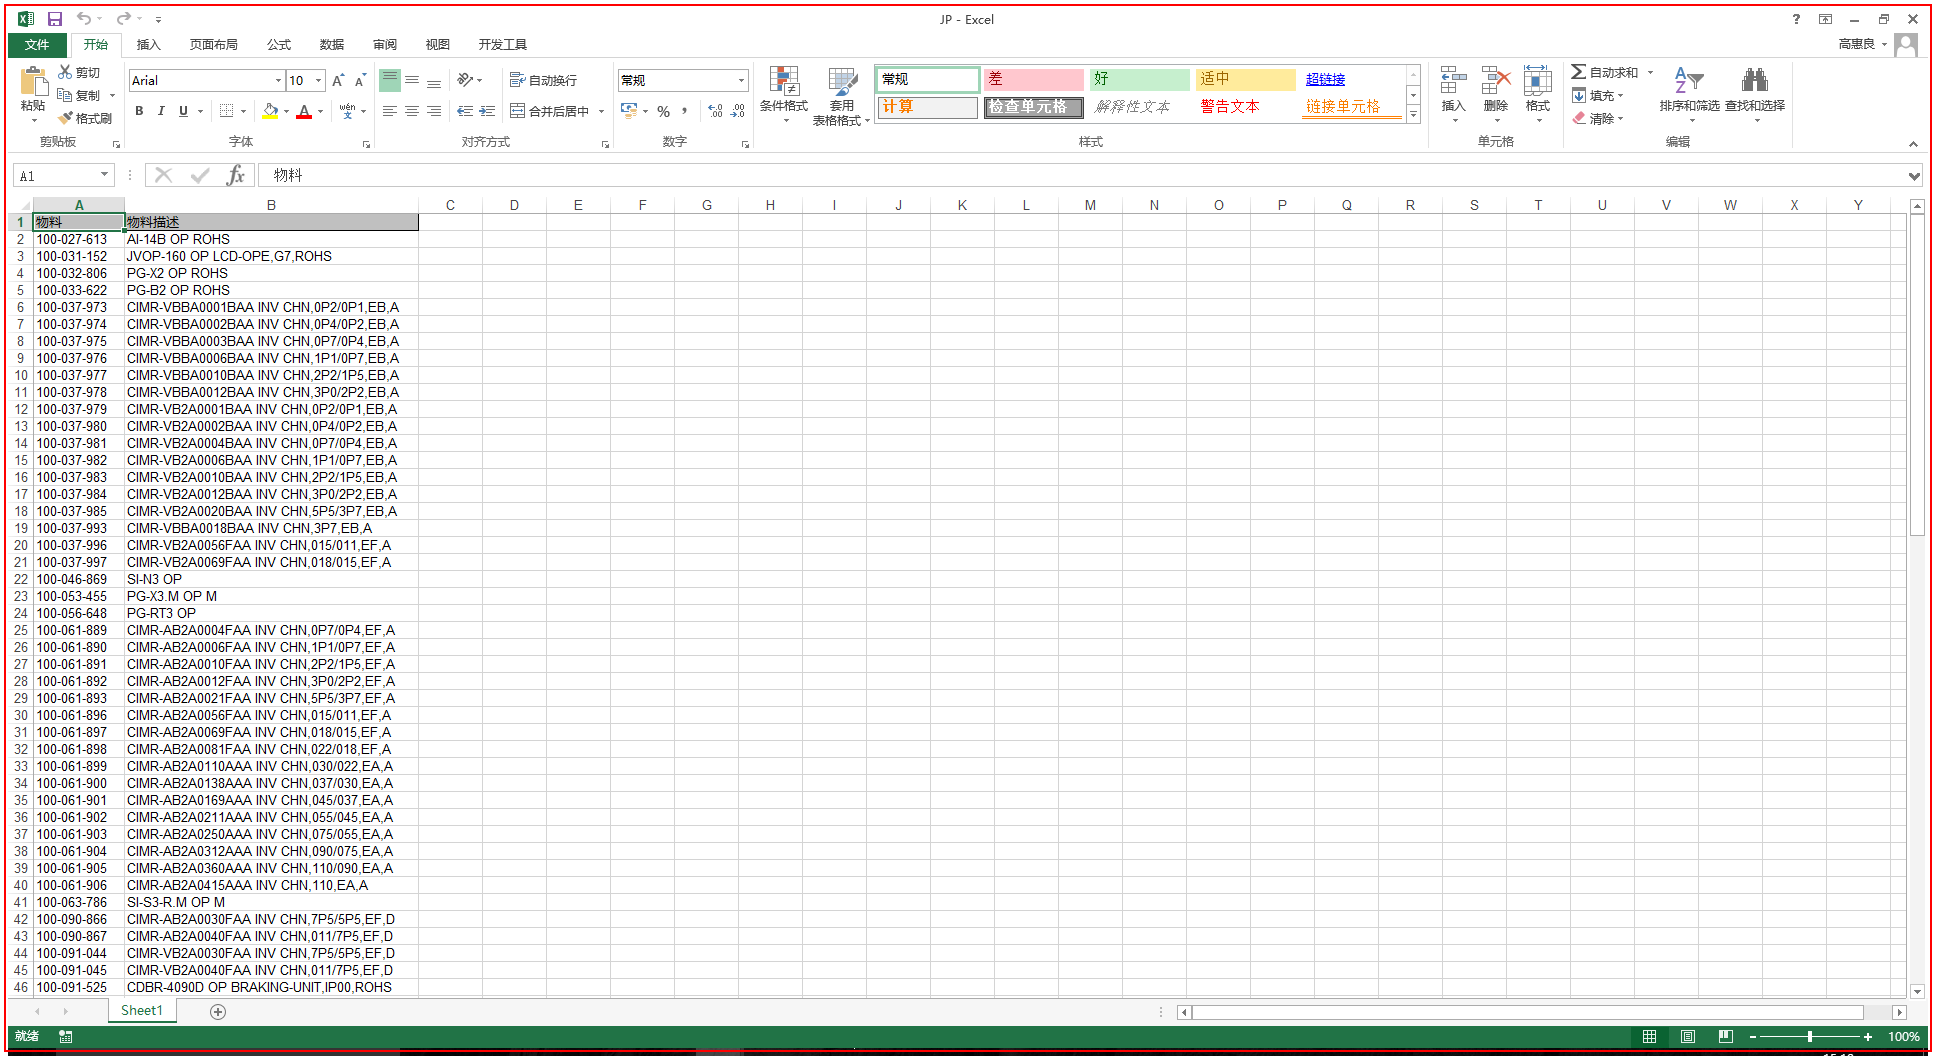 JP - Excel
?
文件 开始 插入 页面布局 公式 数据 审阅 视图 开发工具 高惠良
粘贴 剪切 复制 格式刷 剪贴板
Arial 10 A A B I U A wén 文 字体
自动换行 合并后居中 对齐方式
常规 % , 数字
条件格式 套用 表格格式
常规 差 好 适中 超链接
计算 检查单元格 解释性文本 警告文本 链接单元格
样式
插入 删除 格式 单元格
自动求和 填充 清除 排序和筛选 查找和选择 编辑
A1 fx 物料
A B C D E F G H I J K L M N O P Q R S T U V W X Y
1 物料 物料描述
2 100-027-613 AI-14B OP ROHS
3 100-031-152 JVOP-160 OP LCD-OPE,G7,ROHS
4 100-032-806 PG-X2 OP ROHS
5 100-033-622 PG-B2 OP ROHS
6 100-037-973 CIMR-VBBA0001BAA INV CHN,0P2/0P1,EB,A
7 100-037-974 CIMR-VBBA0002BAA INV CHN,0P4/0P2,EB,A
8 100-037-975 CIMR-VBBA0003BAA INV CHN,0P7/0P4,EB,A
9 100-037-976 CIMR-VBBA0006BAA INV CHN,1P1/0P7,EB,A
10 100-037-977 CIMR-VBBA0010BAA INV CHN,2P2/1P5,EB,A
11 100-037-978 CIMR-VBBA0012BAA INV CHN,3P0/2P2,EB,A
12 100-037-979 CIMR-VB2A0001BAA INV CHN,0P2/0P1,EB,A
13 100-037-980 CIMR-VB2A0002BAA INV CHN,0P4/0P2,EB,A
14 100-037-981 CIMR-VB2A0004BAA INV CHN,0P7/0P4,EB,A
15 100-037-982 CIMR-VB2A0006BAA INV CHN,1P1/0P7,EB,A
16 100-037-983 CIMR-VB2A0010BAA INV CHN,2P2/1P5,EB,A
17 100-037-984 CIMR-VB2A0012BAA INV CHN,3P0/2P2,EB,A
18 100-037-985 CIMR-VB2A0020BAA INV CHN,5P5/3P7,EB,A
19 100-037-993 CIMR-VBBA0018BAA INV CHN,3P7,EB,A
20 100-037-996 CIMR-VB2A0056FAA INV CHN,015/011,EF,A
21 100-037-997 CIMR-VB2A0069FAA INV CHN,018/015,EF,A
22 100-046-869 SI-N3 OP
23 100-053-455 PG-X3.M OP M
24 100-056-648 PG-RT3 OP
25 100-061-889 CIMR-AB2A0004FAA INV CHN,0P7/0P4,EF,A
26 100-061-890 CIMR-AB2A0006FAA INV CHN,1P1/0P7,EF,A
27 100-061-891 CIMR-AB2A0010FAA INV CHN,2P2/1P5,EF,A
28 100-061-892 CIMR-AB2A0012FAA INV CHN,3P0/2P2,EF,A
29 100-061-893 CIMR-AB2A0021FAA INV CHN,5P5/3P7,EF,A
30 100-061-896 CIMR-AB2A0056FAA INV CHN,015/011,EF,A
31 100-061-897 CIMR-AB2A0069FAA INV CHN,018/015,EF,A
32 100-061-898 CIMR-AB2A0081FAA INV CHN,022/018,EF,A
33 100-061-899 CIMR-AB2A0110AAA INV CHN,030/022,EA,A
34 100-061-900 CIMR-AB2A0138AAA INV CHN,037/030,EA,A
35 100-061-901 CIMR-AB2A0169AAA INV CHN,045/037,EA,A
36 100-061-902 CIMR-AB2A0211AAA INV CHN,055/045,EA,A
37 100-061-903 CIMR-AB2A0250AAA INV CHN,075/055,EA,A
38 100-061-904 CIMR-AB2A0312AAA INV CHN,090/075,EA,A
39 100-061-905 CIMR-AB2A0360AAA INV CHN,110/090,EA,A
40 100-061-906 CIMR-AB2A0415AAA INV CHN,110,EA,A
41 100-063-786 SI-S3-R.M OP M
42 100-090-866 CIMR-AB2A0030FAA INV CHN,7P5/5P5,EF,D
43 100-090-867 CIMR-AB2A0040FAA INV CHN,011/7P5,EF,D
44 100-091-044 CIMR-VB2A0030FAA INV CHN,7P5/5P5,EF,D
45 100-091-045 CIMR-VB2A0040FAA INV CHN,011/7P5,EF,D
46 100-091-525 CDBR-4090D OP BRAKING-UNIT,IP00,ROHS
Sheet1
就绪 100%